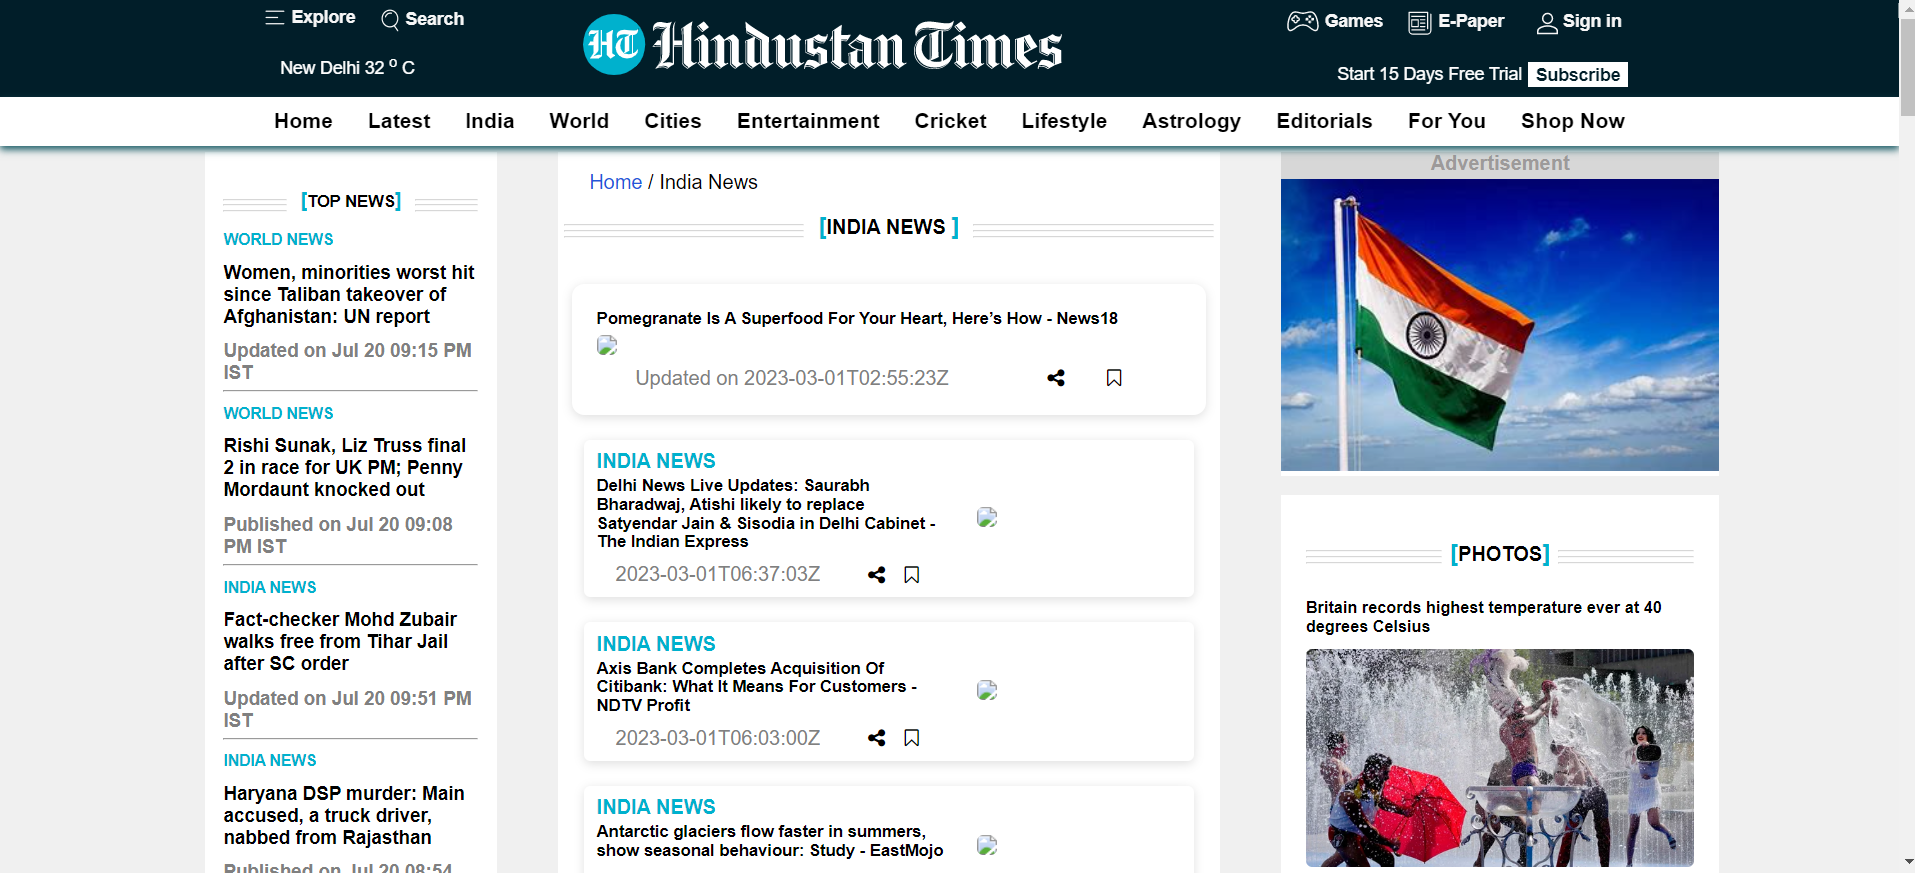 Explore
Search
New Delhi 32 o C
HT Hindustan Times
Games
E-Paper
Sign in
Start 15 Days Free Trial Subscribe
Home Latest India World Cities Entertainment Cricket Lifestyle Astrology Editorials For You Shop Now
[TOP NEWS]
WORLD NEWS
Women, minorities worst hit
since Taliban takeover of
Afghanistan: UN report
Updated on Jul 20 09:15 PM
IST
WORLD NEWS
Rishi Sunak, Liz Truss final
2 in race for UK PM; Penny
Mordaunt knocked out
Published on Jul 20 09:08
PM IST
INDIA NEWS
Fact-checker Mohd Zubair
walks free from Tihar Jail
after SC order
Updated on Jul 20 09:51 PM
IST
INDIA NEWS
Haryana DSP murder: Main
accused, a truck driver,
nabbed from Rajasthan
Published on Jul 20 08:54
Home / India News
[INDIA NEWS ]
Pomegranate Is A Superfood For Your Heart, Here’s How - News18
Updated on 2023-03-01T02:55:23Z
INDIA NEWS
Delhi News Live Updates: Saurabh
Bharadwaj, Atishi likely to replace
Satyendar Jain & Sisodia in Delhi Cabinet -
The Indian Express
2023-03-01T06:37:03Z
INDIA NEWS
Axis Bank Completes Acquisition Of
Citibank: What It Means For Customers -
NDTV Profit
2023-03-01T06:03:00Z
INDIA NEWS
Antarctic glaciers flow faster in summers,
show seasonal behaviour: Study - EastMojo
Advertisement
[PHOTOS]
Britain records highest temperature ever at 40
degrees Celsius